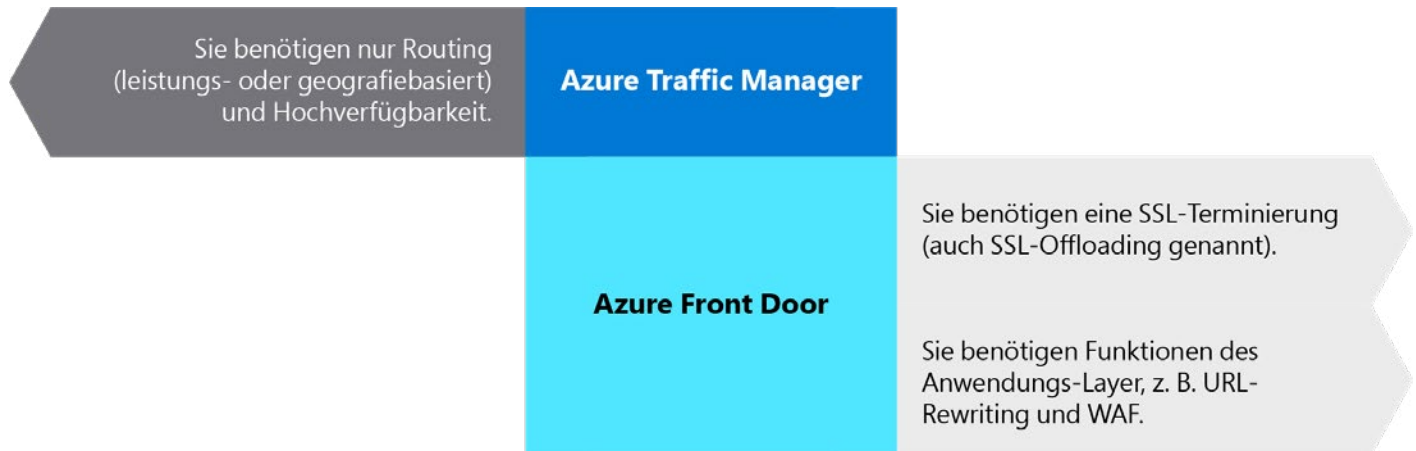 Sie benötigen nur Routing
(leistungs- oder geografiebasiert)
und Hochverfügbarkeit.
Azure Traffic Manager
Azure Front Door
Sie benötigen eine SSL-Terminierung
(auch SSL-Offloading genannt).
Sie benötigen Funktionen des
Anwendungs-Layer, z. B. URL-
Rewriting und WAF.